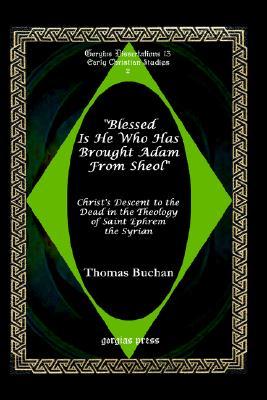 Gorgias Dissertations 13
Early Christian Studies
2
"Blessed
Is He Who Has
Brought Adam
From Sheol"
Christ's Descent to the
Dead in the Theology
of Saint Ephrem
the Syrian
Thomas Buchan
gorgias press